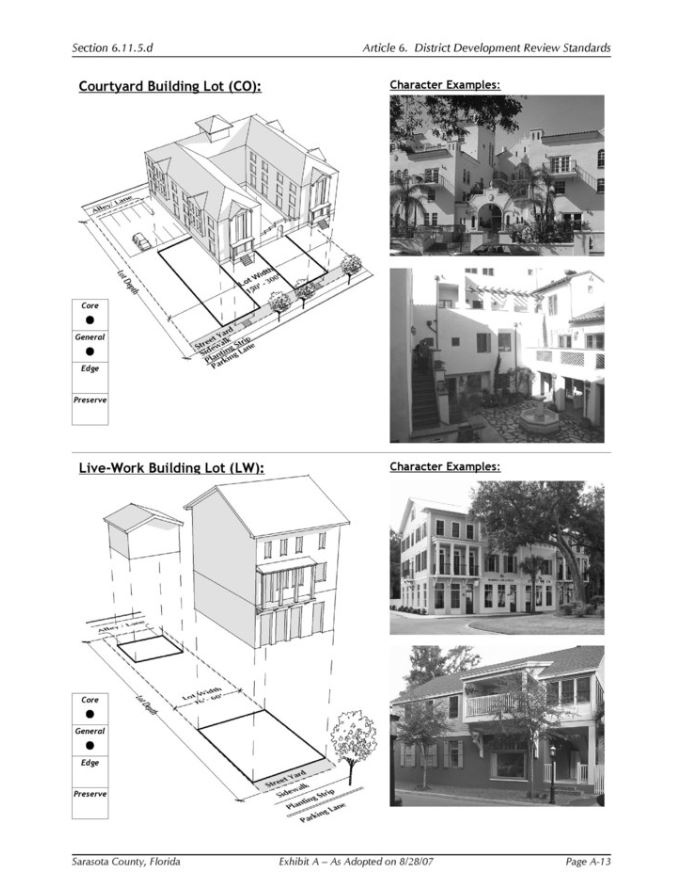 Section 6.11.5.d
Article 6. District Development Review Standards
Courtyard Building Lot (CO):
Character Examples:
Alley/Lane
Lot Depth
Lot Width
150' - 300'
Street Yard
Sidewalk
Planting Strip
Parking Lane
Core
General
Edge
Preserve
Live-Work Building Lot (LW):
Character Examples:
Alley / Lane
Lot Depth
Lot Width
16' - 60'
Street Yard
Sidewalk
Planting Strip
Parking Lane
Core
General
Edge
Preserve
Sarasota County, Florida
Exhibit A – As Adopted on 8/28/07
Page A-13